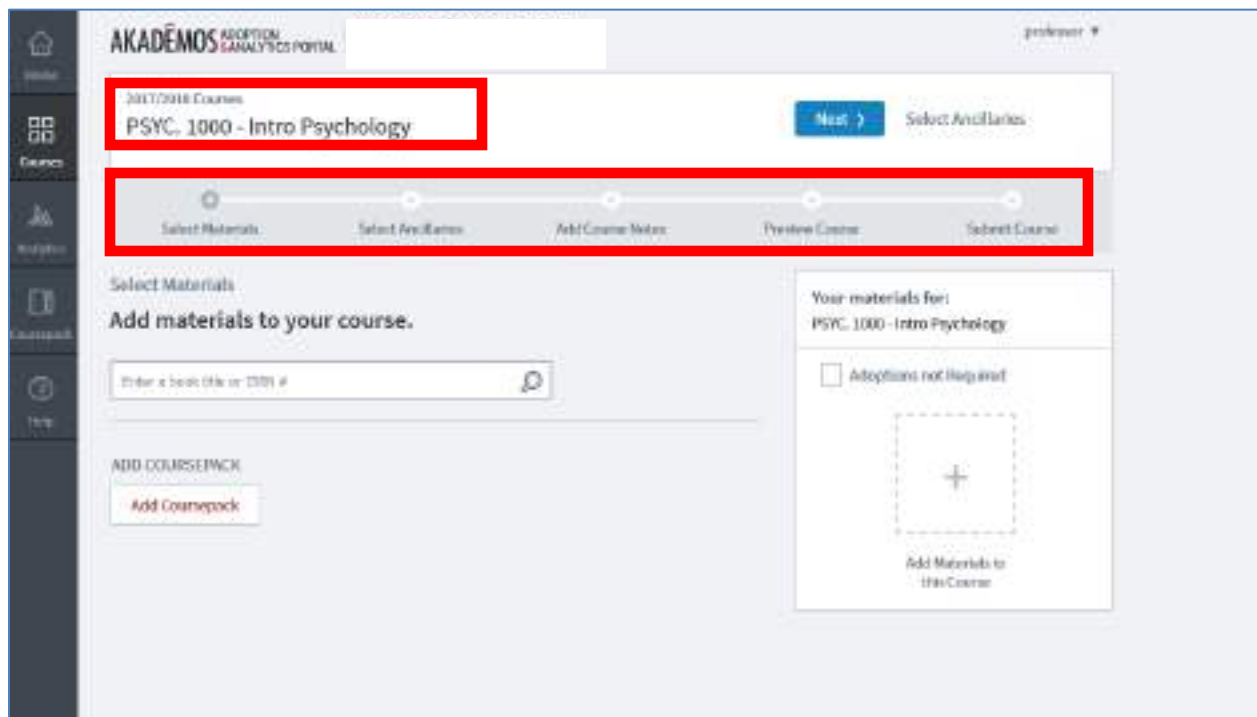 Home
Courses
Analytics
Coursepack
Help
AKADĒMOS ADOPTION
& ANALYTICS PORTAL
professor
2017/2018 Courses
PSYC. 1000 - Intro Psychology
Next
Select Ancillaries
Select Materials
Select Ancillaries
Add Course Notes
Preview Course
Submit Course
Select Materials
Add materials to your course.
Enter a book title or ISBN #
ADD COURSEPACK
Add Coursepack
Your materials for:
PSYC. 1000 - Intro Psychology
Adoptions not Required
+
Add Materials to
this Course